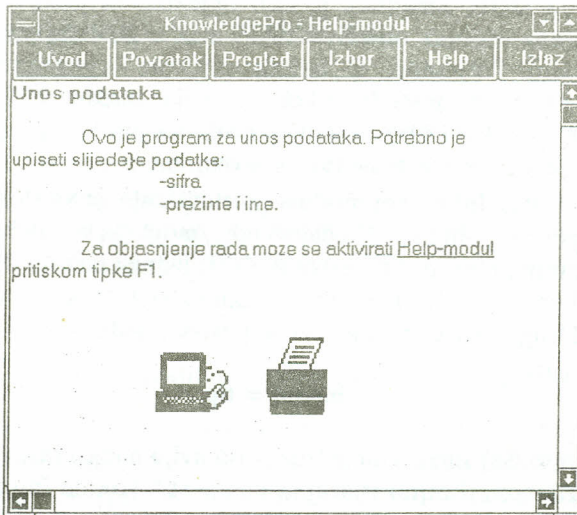 KnowledgePro - Help-modul
Uvod Povratak Pregled Izbor Help Izlaz
Unos podataka
Ovo je program za unos podataka. Potrebno je
upisati slijede}e podatke:
-sifra
-prezime i ime.
Za objasnjenje rada moze se aktivirati Help-modul
pritiskom tipke F1.